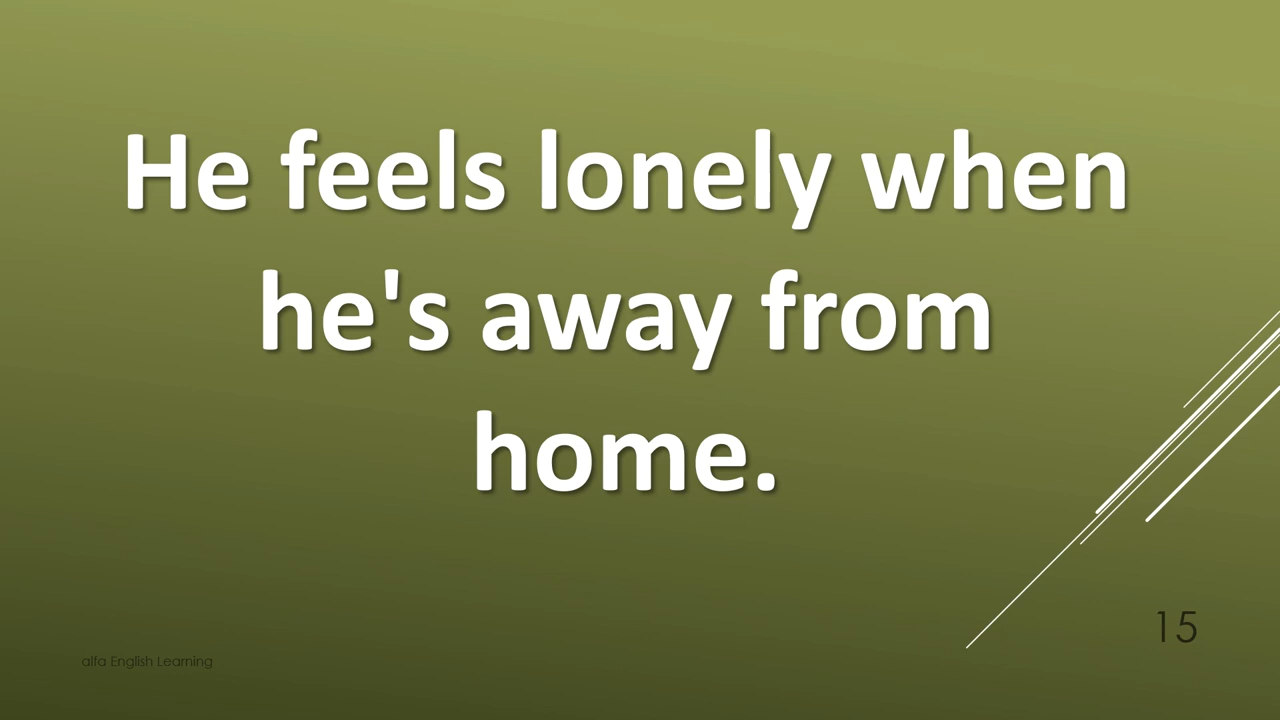 He feels lonely when
he's away from
home.
15
alfa English Learning